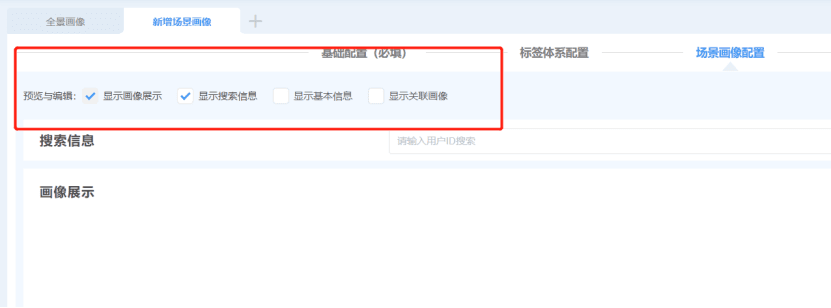 全景画像 新增场景画像
基础配置（必填） 标签体系配置 场景画像配置
预览与编辑: 显示画像展示 显示搜索信息 显示基本信息 显示关联画像
搜索信息 请输入用户ID搜索
画像展示